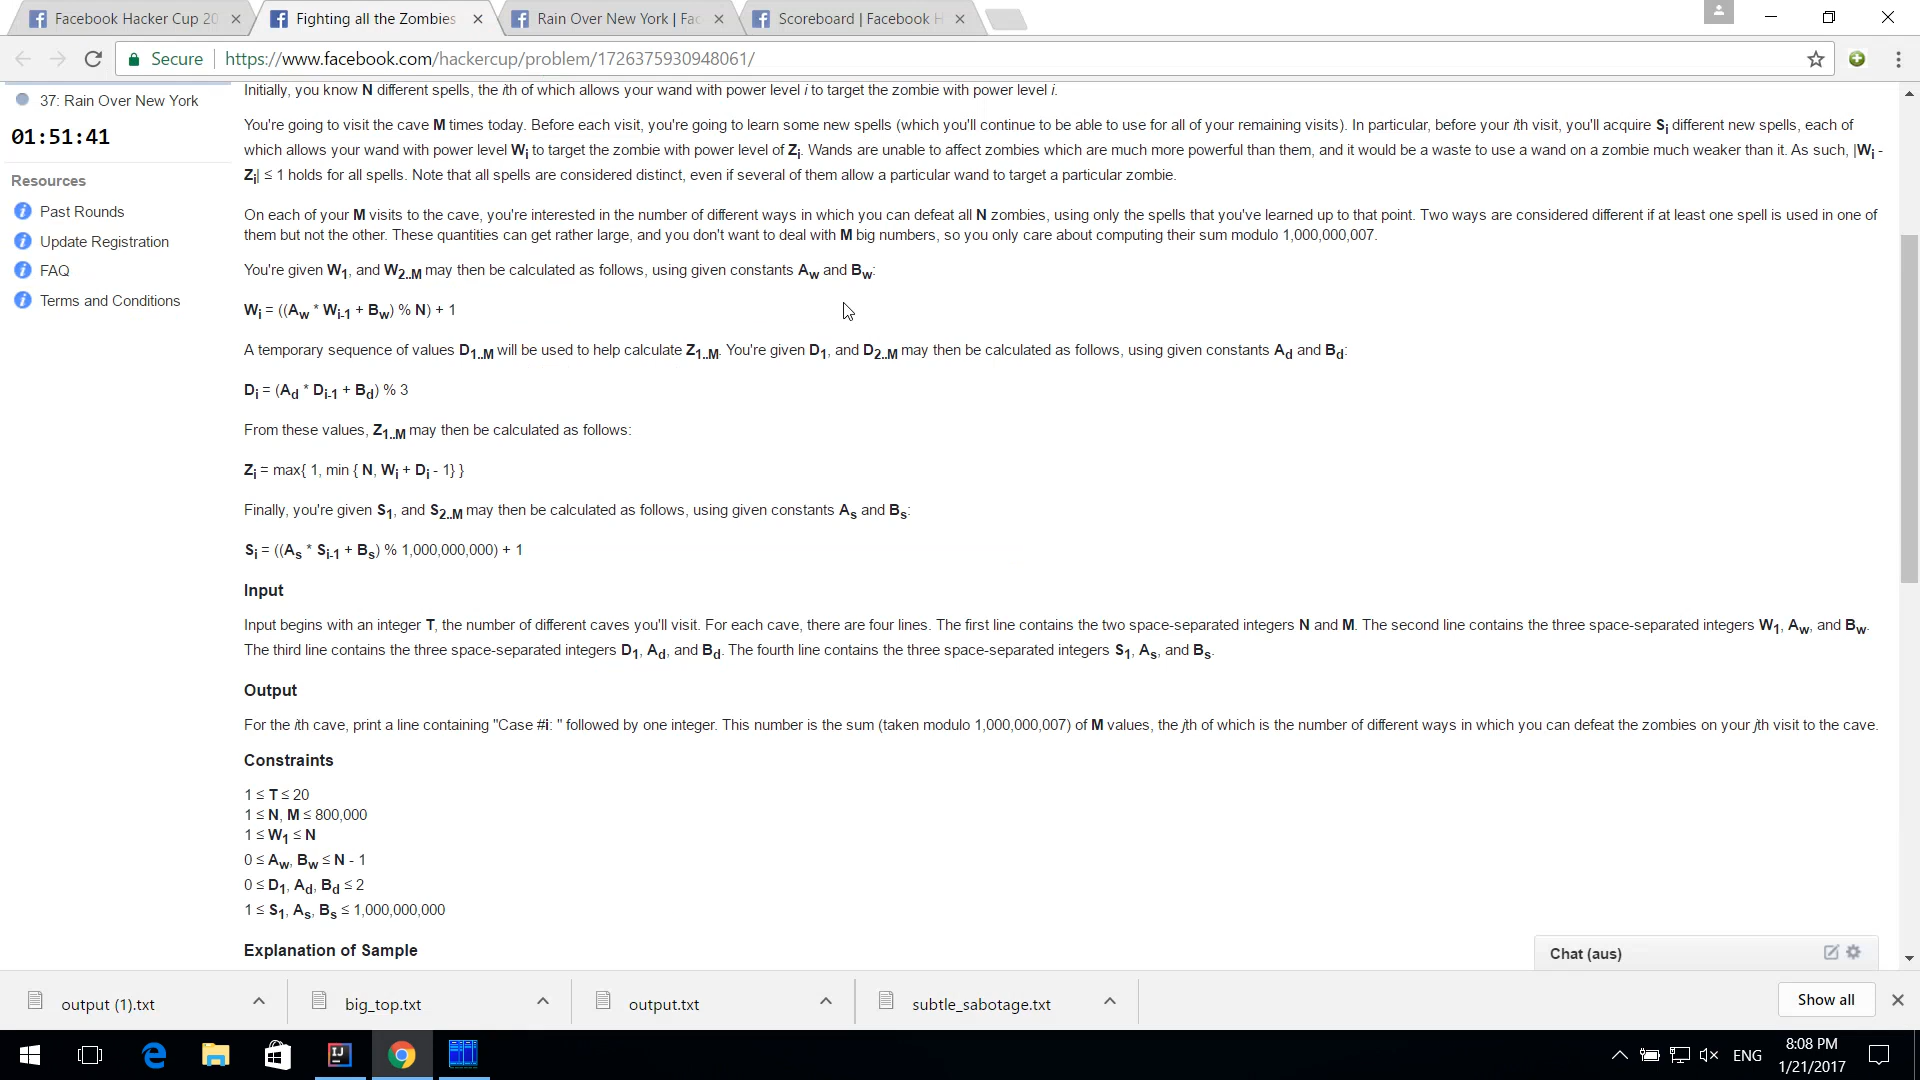 Facebook Hacker Cup 20
Fighting all the Zombies
Rain Over New York | Fac
Scoreboard | Facebook H
Secure
https://www.facebook.com/hackercup/problem/1726375930948061/
37: Rain Over New York
01:51:41
Resources
Past Rounds
Update Registration
FAQ
Terms and Conditions
Initially, you know N different spells, the ith of which allows your wand with power level i to target the zombie with power level i.
You're going to visit the cave M times today. Before each visit, you're going to learn some new spells (which you'll continue to be able to use for all of your remaining visits). In particular, before your ith visit, you'll acquire Si different new spells, each of
which allows your wand with power level Wi to target the zombie with power level of Zi. Wands are unable to affect zombies which are much more powerful than them, and it would be a waste to use a wand on a zombie much weaker than it. As such, |Wi -
Zi| ≤ 1 holds for all spells. Note that all spells are considered distinct, even if several of them allow a particular wand to target a particular zombie.
On each of your M visits to the cave, you're interested in the number of different ways in which you can defeat all N zombies, using only the spells that you've learned up to that point. Two ways are considered different if at least one spell is used in one of
them but not the other. These quantities can get rather large, and you don't want to deal with M big numbers, so you only care about computing their sum modulo 1,000,000,007.
You're given W1, and W2..M may then be calculated as follows, using given constants Aw and Bw:
Wi = ((Aw * Wi-1 + Bw) % N) + 1
A temporary sequence of values D1..M will be used to help calculate Z1..M. You're given D1, and D2..M may then be calculated as follows, using given constants Ad and Bd:
Di = (Ad * Di-1 + Bd) % 3
From these values, Z1..M may then be calculated as follows:
Zi = max{ 1, min { N, Wi + Di - 1} }
Finally, you're given S1, and S2..M may then be calculated as follows, using given constants As and Bs:
Si = ((As * Si-1 + Bs) % 1,000,000,000) + 1
Input
Input begins with an integer T, the number of different caves you'll visit. For each cave, there are four lines. The first line contains the two space-separated integers N and M. The second line contains the three space-separated integers W1, Aw, and Bw.
The third line contains the three space-separated integers D1, Ad, and Bd. The fourth line contains the three space-separated integers S1, As, and Bs.
Output
For the ith cave, print a line containing "Case #i: " followed by one integer. This number is the sum (taken modulo 1,000,000,007) of M values, the jth of which is the number of different ways in which you can defeat the zombies on your jth visit to the cave.
Constraints
1 ≤ T ≤ 20
1 ≤ N, M ≤ 800,000
1 ≤ W1 ≤ N
0 ≤ Aw, Bw ≤ N - 1
0 ≤ D1, Ad, Bd ≤ 2
1 ≤ S1, As, Bs ≤ 1,000,000,000
Explanation of Sample
Chat (aus)
output (1).txt
big_top.txt
output.txt
subtle_sabotage.txt
Show all
IJ
ENG
8:08 PM
1/21/2017